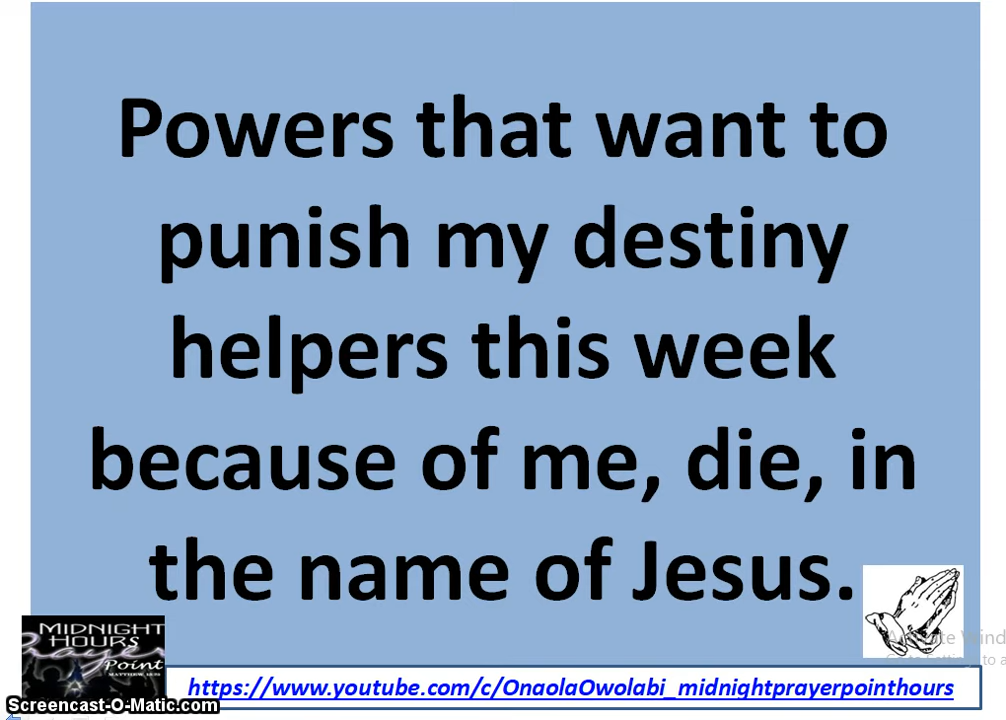 Powers that want to
punish my destiny
helpers this week
because of me, die, in
the name of Jesus.
MIDNIGHT
HOURS
Prayer
Point
https://www.youtube.com/c/OnaolaOwolabi_midnightprayerpointhours
Screencast-O-Matic.com